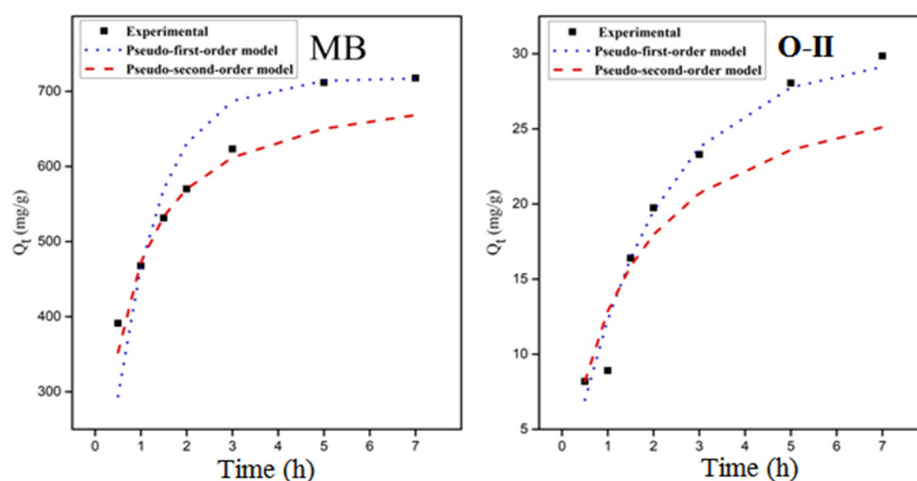 Experimental
Pseudo-first-order model
Pseudo-second-order model
MB
700
600
500
400
300
Qt (mg/g)
0 1 2 3 4 5 6 7
Time (h)
Experimental
Pseudo-first-order model
Pseudo-second-order model
O-II
30
25
20
15
10
5
Qt (mg/g)
0 1 2 3 4 5 6 7
Time (h)